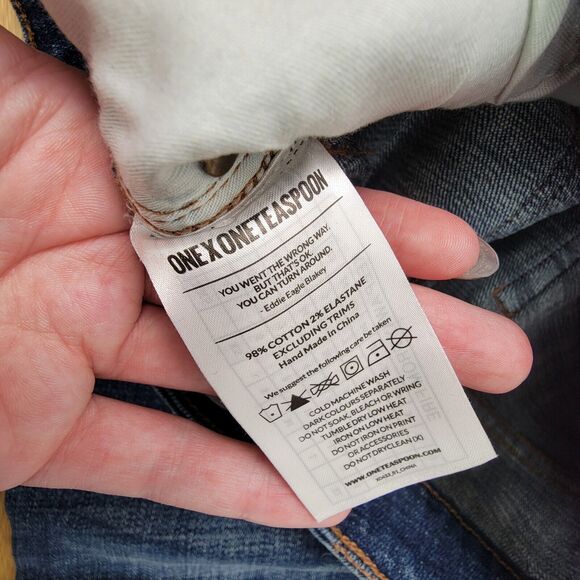 ONE X ONETEASPOON
YOU WENT THE WRONG WAY.
BUT THAT'S OK,
YOU CAN TURN AROUND.
- Eddie Eagle Blakey
98% COTTON 2% ELASTANE
EXCLUDING TRIMS
Hand Made in China
We suggest the following care be taken
COLD MACHINE WASH
DARK COLOURS SEPARATELY
DO NOT SOAK, BLEACH OR WRING
TUMBLE DRY LOW HEAT
IRON ON LOW HEAT
DO NOT IRON ON PRINT
OR ACCESSORIES
DO NOT DRYCLEAN (X)
WWW.ONETEASPOON.COM